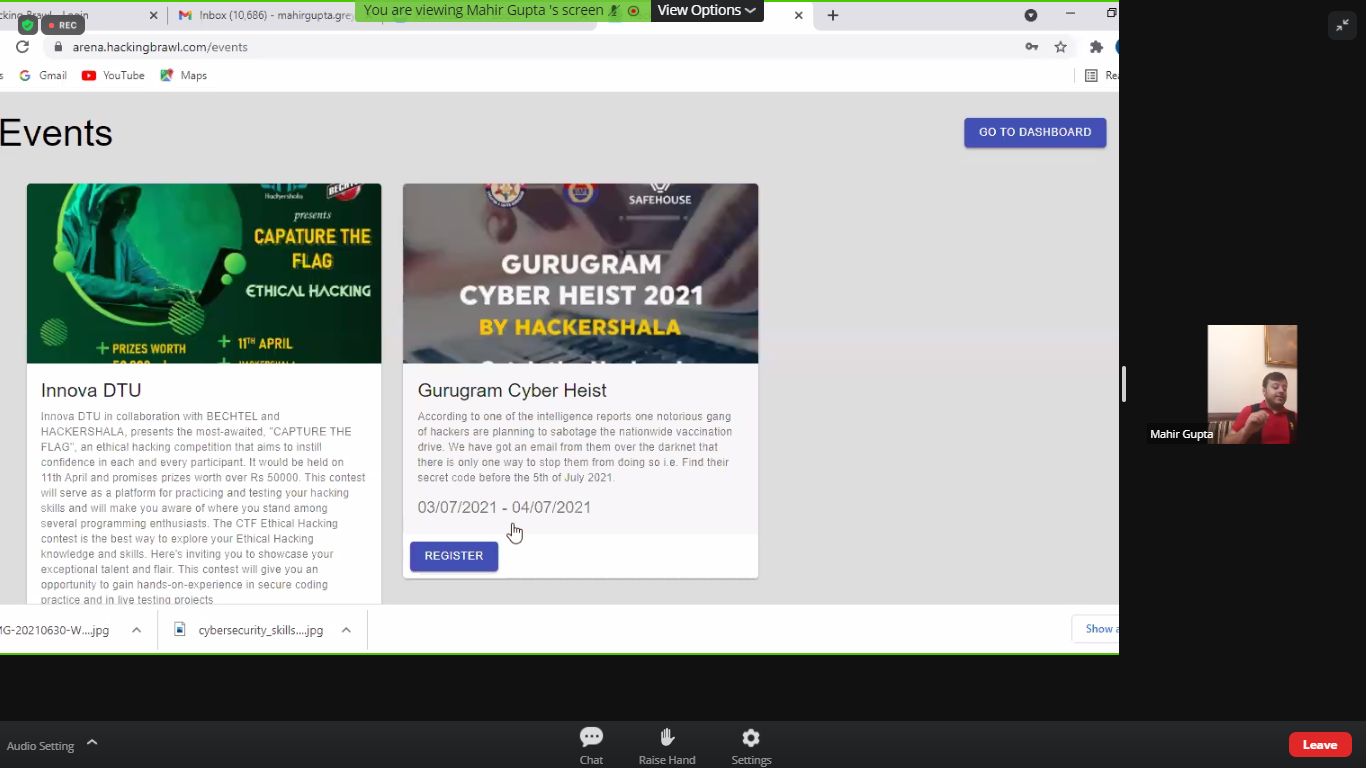 You are viewing Mahir Gupta 's screen
View Options
REC
Inbox (10,686) - mahirgupta.gre
arena.hackingbrawl.com/events
Gmail
YouTube
Maps
Events
GO TO DASHBOARD
Hackershala
BECHTEL
presents
CAPATURE THE
FLAG
ETHICAL HACKING
PRIZES WORTH
11TH APRIL
SAFEHOUSE
GURUGRAM
CYBER HEIST 2021
BY HACKERSHALA
Innova DTU
Innova DTU in collaboration with BECHTEL and
HACKERSHALA, presents the most-awaited, "CAPTURE THE
FLAG", an ethical hacking competition that aims to instill
confidence in each and every participant. It would be held on
11th April and promises prizes worth over Rs 50000. This contest
will serve as a platform for practicing and testing your hacking
skills and will make you aware of where you stand among
several programming enthusiasts. The CTF Ethical Hacking
contest is the best way to explore your Ethical Hacking
knowledge and skills. Here's inviting you to showcase your
exceptional talent and flair. This contest will give you an
opportunity to gain hands-on-experience in secure coding
practice and in live testing projects
Gurugram Cyber Heist
According to one of the intelligence reports one notorious gang
of hackers are planning to sabotage the nationwide vaccination
drive. We have got an email from them over the darknet that
there is only one way to stop them from doing so i.e. Find their
secret code before the 5th of July 2021.
03/07/2021 - 04/07/2021
REGISTER
Mahir Gupta
MG-20210630-W....jpg
cybersecurity_skills....jpg
Show a
Audio Setting
Chat
Raise Hand
Settings
Leave